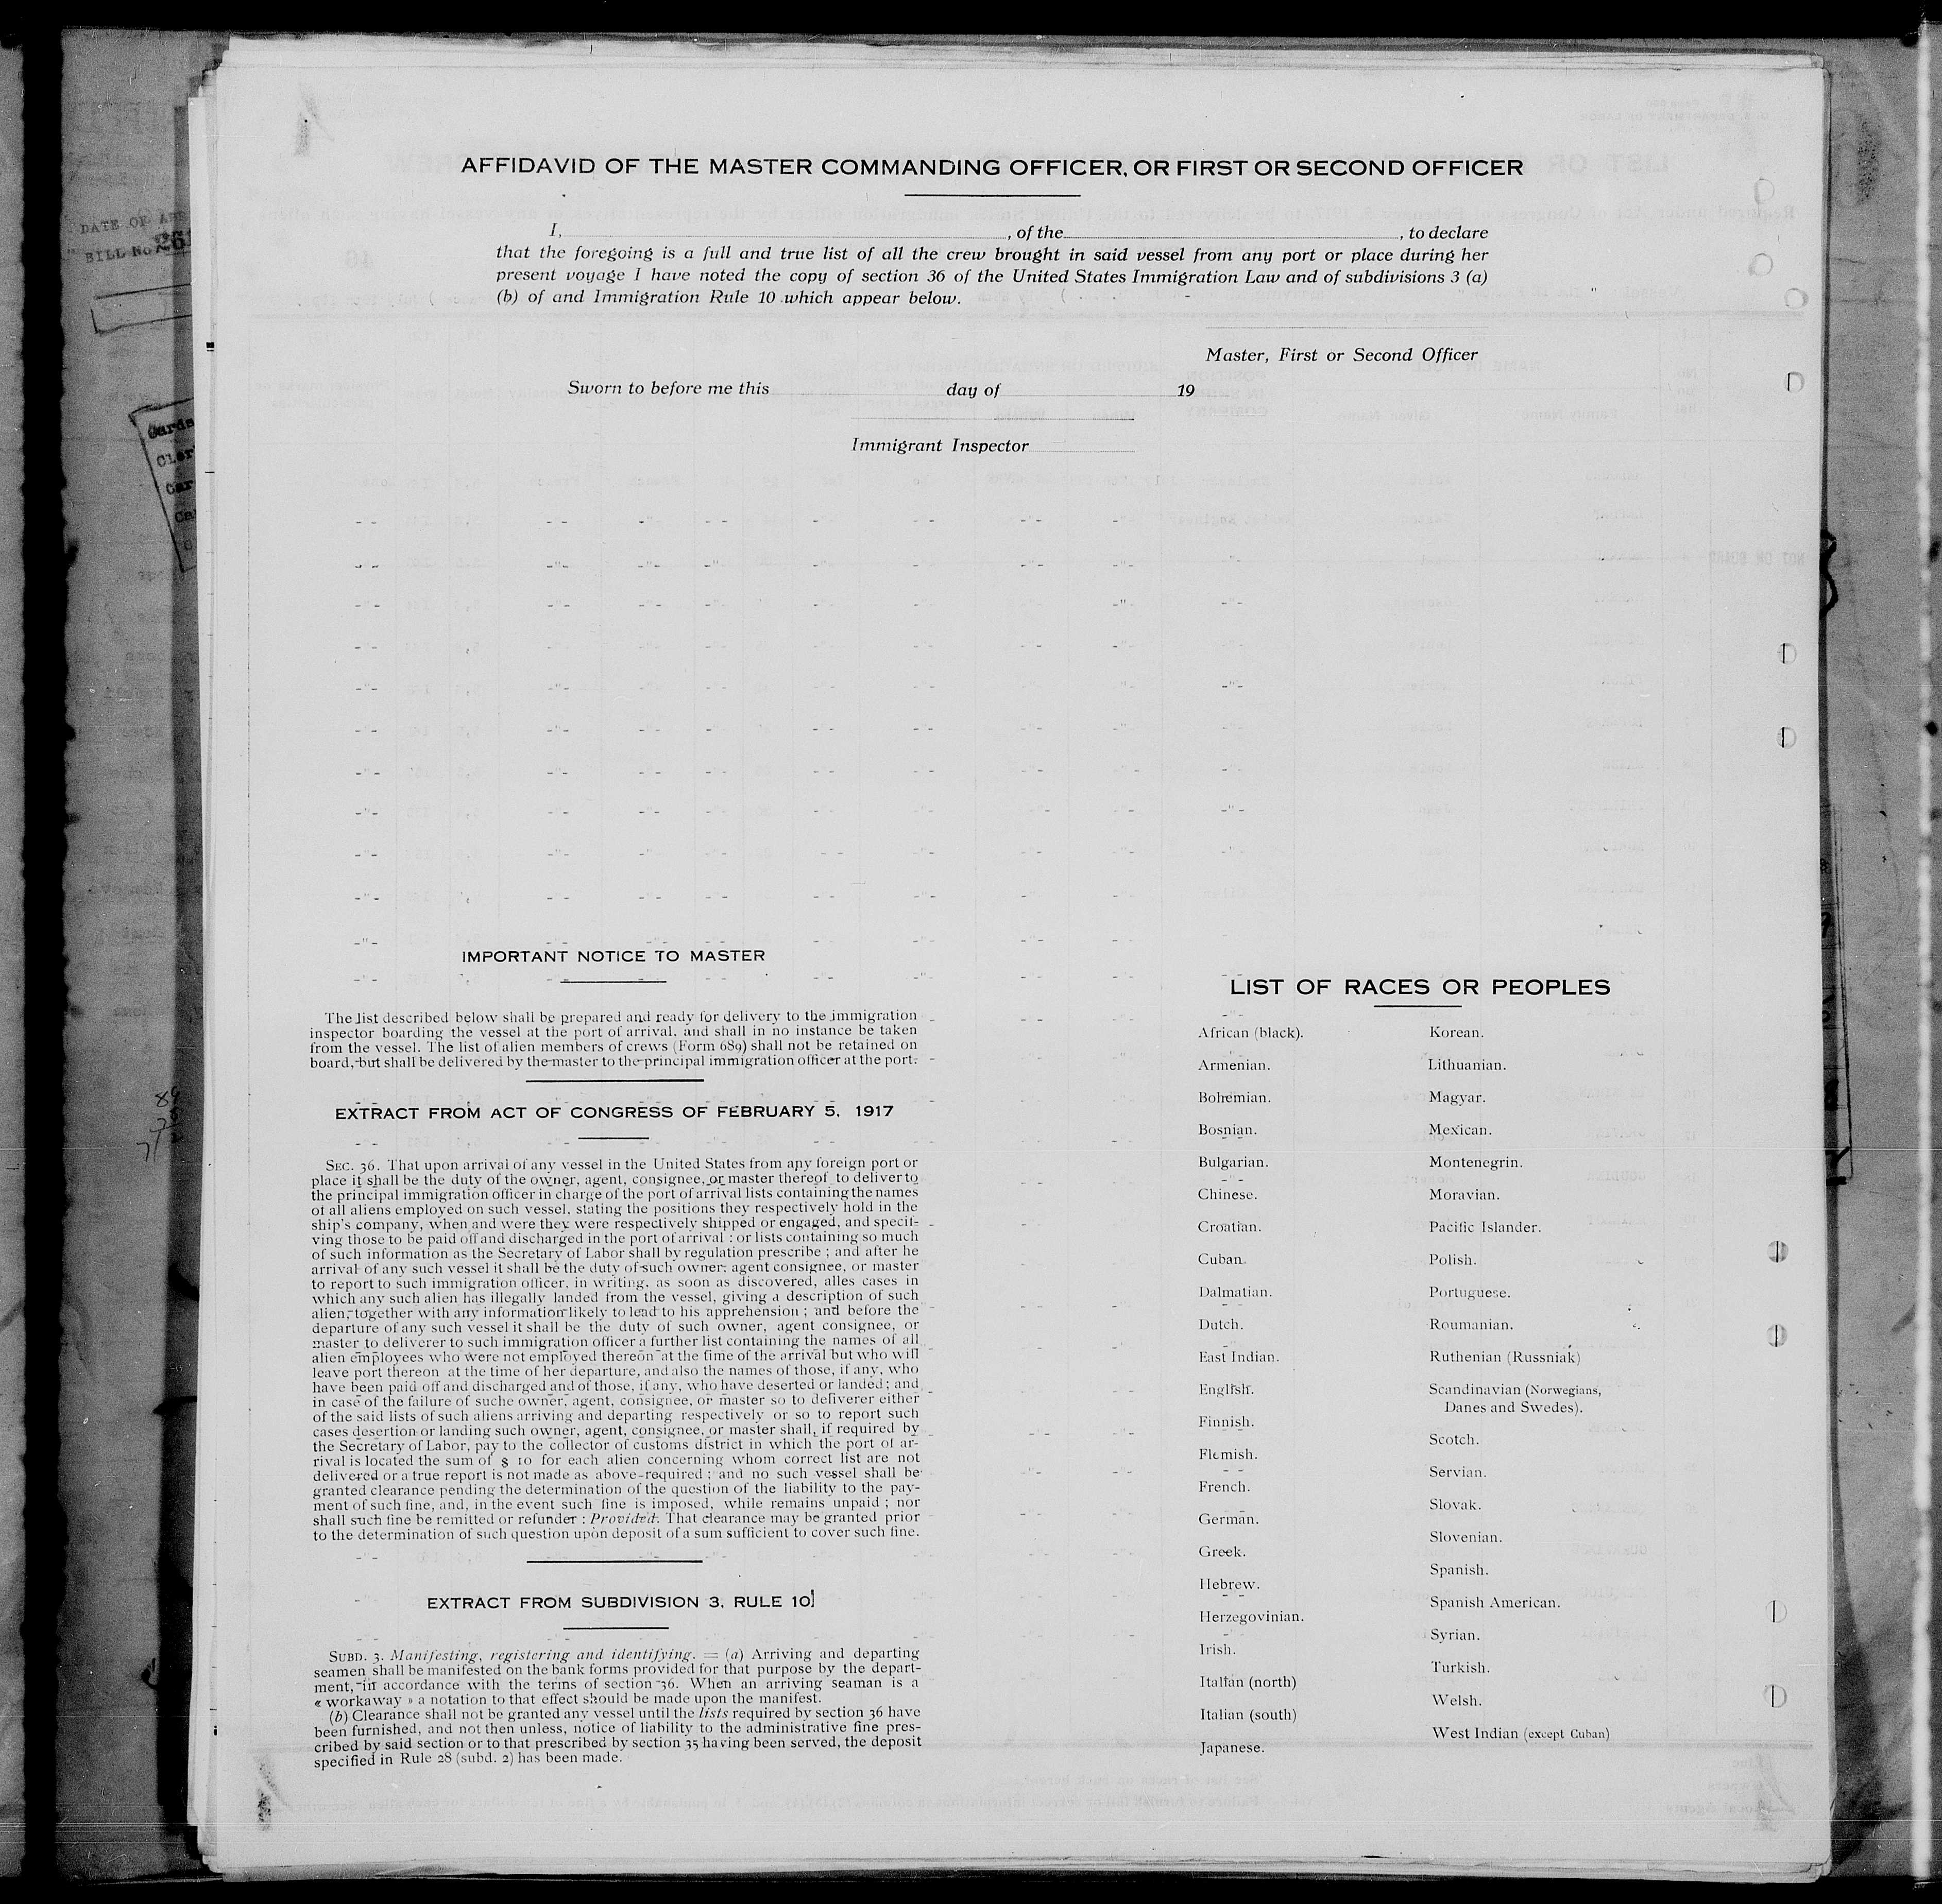 AFFIDAVID OF THE MASTER COMMANDING OFFICER, OR FIRST OR SECOND OFFICER
I, , of the , to declare
that the foregoing is a full and true list of all the crew brought in said vessel from any port or place during her
present voyage I have noted the copy of section 36 of the United States Immigration Law and of subdivisions 3 (a)
(b) of and Immigration Rule 10 which appear below.
Master, First or Second Officer
Sworn to before me this day of 19
Immigrant Inspector
IMPORTANT NOTICE TO MASTER
The list described below shall be prepared and ready for delivery to the immigration
inspector boarding the vessel at the port of arrival, and shall in no instance be taken
from the vessel. The list of alien members of crews (Form 689) shall not be retained on
board, but shall be delivered by the master to the principal immigration officer at the port.
EXTRACT FROM ACT OF CONGRESS OF FEBRUARY 5, 1917
SEC. 36. That upon arrival of any vessel in the United States from any foreign port or
place it shall be the duty of the owner, agent, consignee, or master thereof to deliver to
the principal immigration officer in charge of the port of arrival lists containing the names
of all aliens employed on such vessel, stating the positions they respectively hold in the
ship's company, when and were they were respectively shipped or engaged, and specif-
ving those to be paid off and discharged in the port of arrival : or lists containing so much
of such information as the Secretary of Labor shall by regulation prescribe ; and after he
arrival of any such vessel it shall be the duty of such owner; agent consignee, or master
to report to such immigration officer, in writing, as soon as discovered, alles cases in
which any such alien has illegally landed from the vessel, giving a description of such
alien, together with any information likely to lead to his apprehension ; and before the
departure of any such vessel it shall be the duty of such owner, agent consignee, or
master to deliverer to such immigration officer a further list containing the names of all
alien employees who were not employed thereon at the time of the arrival but who will
leave port thereon at the time of her departure, and also the names of those, if any, who
have been paid off and discharged and of those, if any, who have deserted or landed ; and
in case of the failure of suche owner, agent, consignee, or master so to deliverer either
of the said lists of such aliens arriving and departing respectively or so to report such
cases desertion or landing such owner, agent, consignee, or master shall, if required by
the Secretary of Labor, pay to the collector of customs district in which the port of ar-
rival is located the sum of $ 10 for each alien concerning whom correct list are not
delivered or a true report is not made as above-required ; and no such vessel shall be
granted clearance pending the determination of the question of the liability to the pay-
ment of such fine, and, in the event such fine is imposed, while remains unpaid ; nor
shall such fine be remitted or refunder : Provided. That clearance may be granted prior
to the determination of such question upon deposit of a sum sufficient to cover such fine.
EXTRACT FROM SUBDIVISION 3, RULE 10
SUBD. 3. Manifesting, registering and identifying. = (a) Arriving and departing
seamen shall be manifested on the bank forms provided for that purpose by the depart-
ment, in accordance with the terms of section 36. When an arriving seaman is a
« workaway » a notation to that effect should be made upon the manifest.
(b) Clearance shall not be granted any vessel until the lists required by section 36 have
been furnished, and not then unless, notice of liability to the administrative fine pres-
cribed by said section or to that prescribed by section 35 having been served, the deposit
specified in Rule 28 (subd. 2) has been made.
LIST OF RACES OR PEOPLES
African (black).
Armenian.
Bohemian.
Bosnian.
Bulgarian.
Chinese.
Croatian.
Cuban.
Dalmatian.
Dutch.
East Indian.
English.
Finnish.
Flemish.
French.
German.
Greek.
Hebrew.
Herzegovinian.
Irish.
Italian (north)
Italian (south)
Japanese.
Korean.
Lithuanian.
Magyar.
Mexican.
Montenegrin.
Moravian.
Pacific Islander.
Polish.
Portuguese.
Roumanian.
Ruthenian (Russniak)
Scandinavian (Norwegians,
Danes and Swedes).
Scotch.
Servian.
Slovak.
Slovenian.
Spanish.
Spanish American.
Syrian.
Turkish.
Welsh.
West Indian (except Cuban)
DATE OF
BILL No